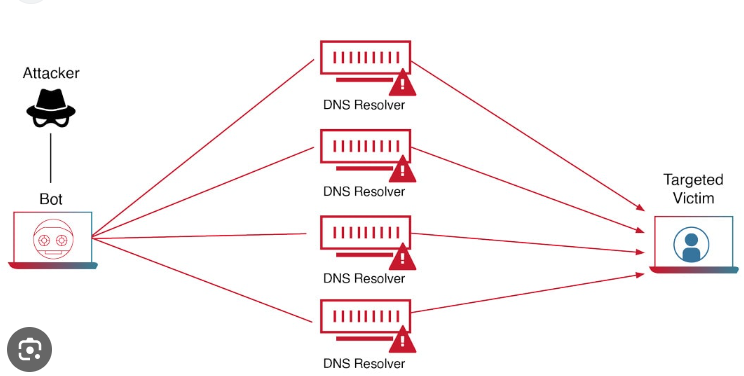 Attacker
Bot
DNS Resolver
DNS Resolver
DNS Resolver
DNS Resolver
Targeted
Victim